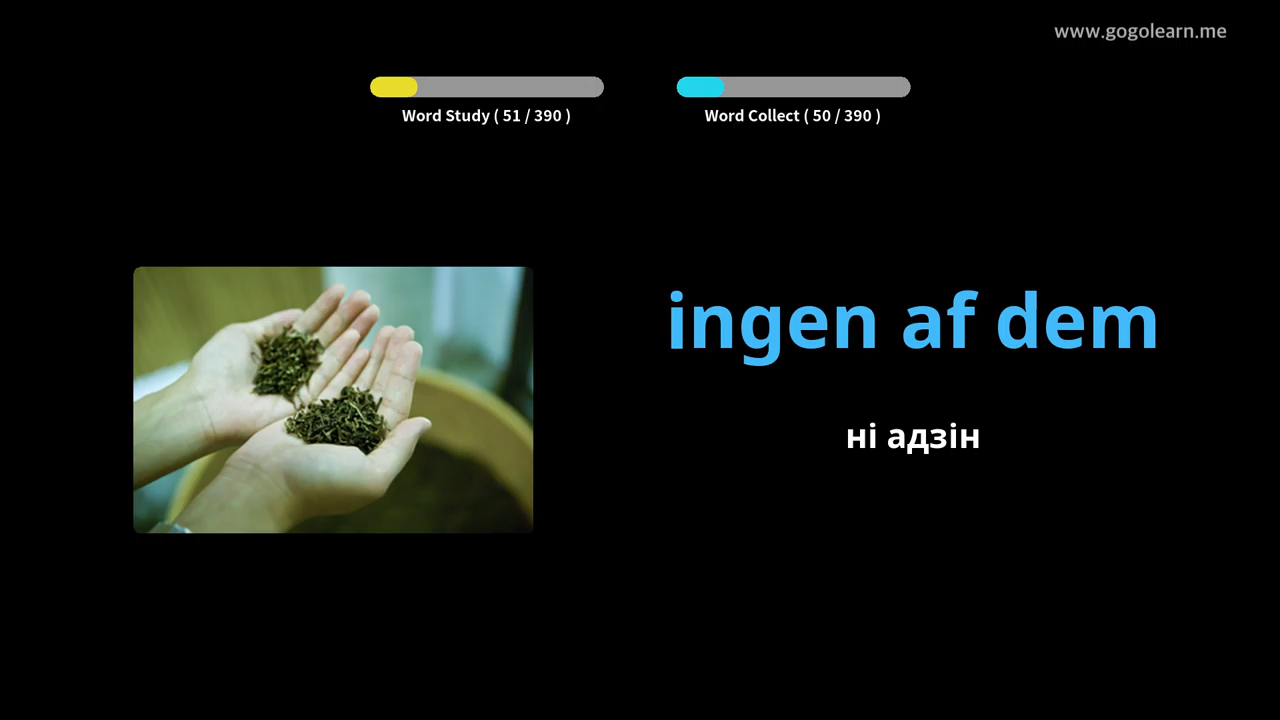 www.gogolearn.me
Word Study ( 51 / 390 )
Word Collect ( 50 / 390 )
ingen af dem
ні адзін